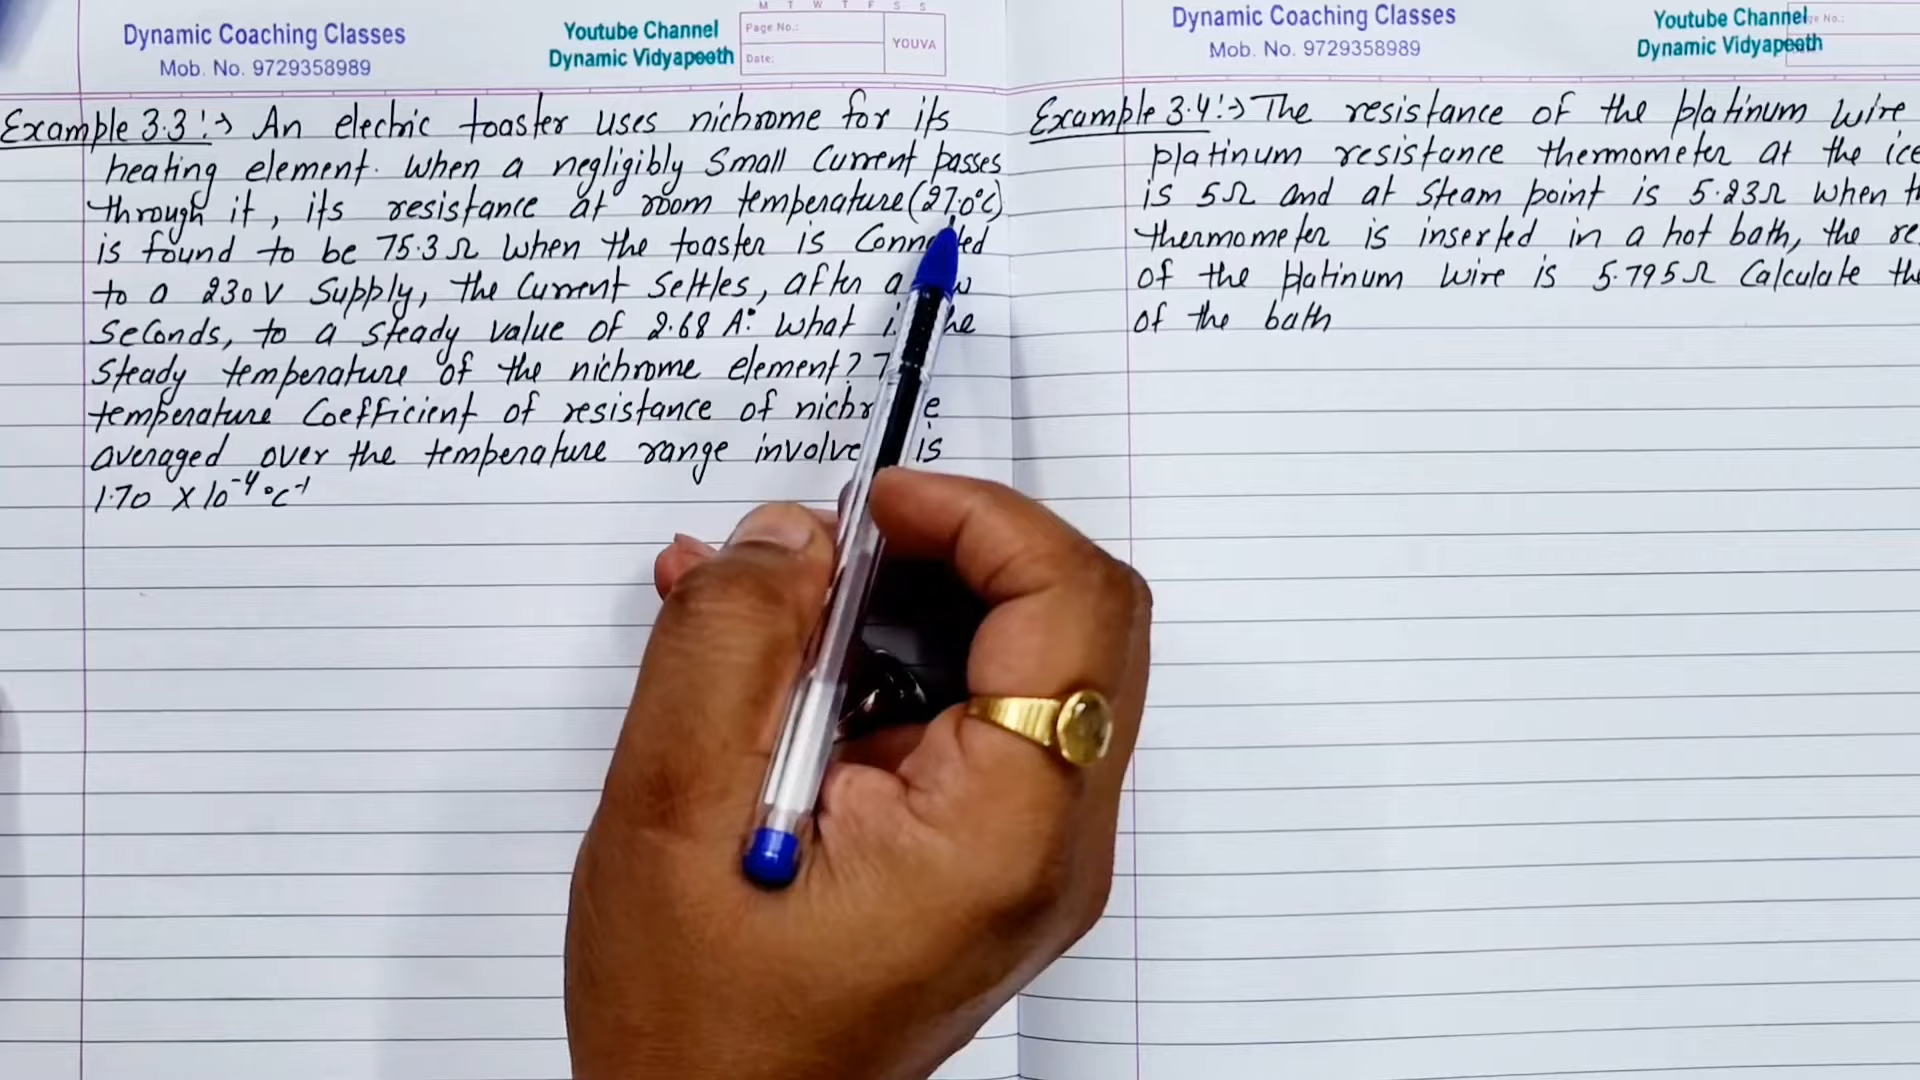 Dynamic Coaching Classes
Mob. No. 9729358989
Youtube Channel
Dynamic Vidyapeeth
M T W T F S S
Page No.:
Date:
YOUVA
Example 3.3:→ An electric toaster uses nichrome for its
heating element. When a negligibly Small Current passes
through it, its resistance at room temperature (27.0°C)
is found to be 75.3 Ω When the toaster is
to a 230 V Supply, the Current Settles, after a
Seconds, to a steady value of 2.68 A. What
Steady temperature of the nichrome element?
temperature Coefficient of resistance of
averaged over the temperature range is
1.70 × 10⁻⁴ °C⁻¹
Dynamic Coaching Classes
Mob. No. 9729358989
Youtube Channel
Dynamic Vidyapeeth
No.:
Example 3.4:→ The resistance of the platinum wire
platinum resistance thermometer at the ice
is 5Ω and at Steam point is 5.23Ω When
thermometer is inserted in a hot bath, the
of the platinum wire is 5.795Ω Calculate
of the bath